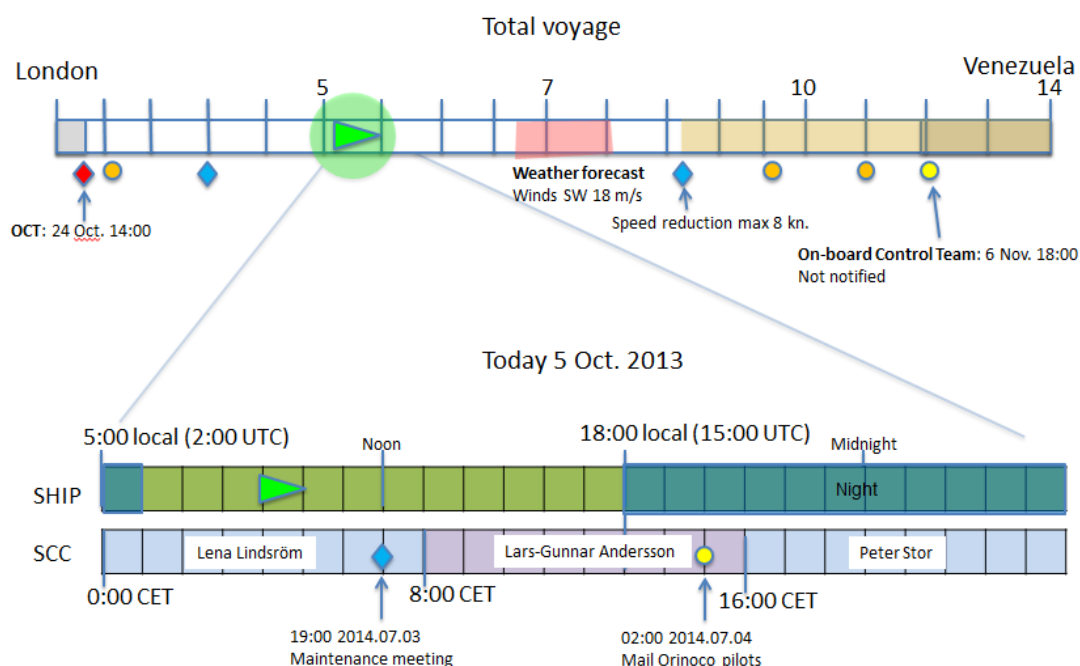 Total voyage
London
Venezuela
5
7
10
14
Weather forecast
Winds SW 18 m/s
Speed reduction max 8 kn.
OCT: 24 Oct. 14:00
On-board Control Team: 6 Nov. 18:00
Not notified
Today 5 Oct. 2013
5:00 local (2:00 UTC)
Noon
18:00 local (15:00 UTC)
Midnight
SHIP
Night
SCC
Lena Lindsröm
Lars-Gunnar Andersson
Peter Stor
0:00 CET
8:00 CET
16:00 CET
19:00 2014.07.03
Maintenance meeting
02:00 2014.07.04
Mail Orinoco pilots